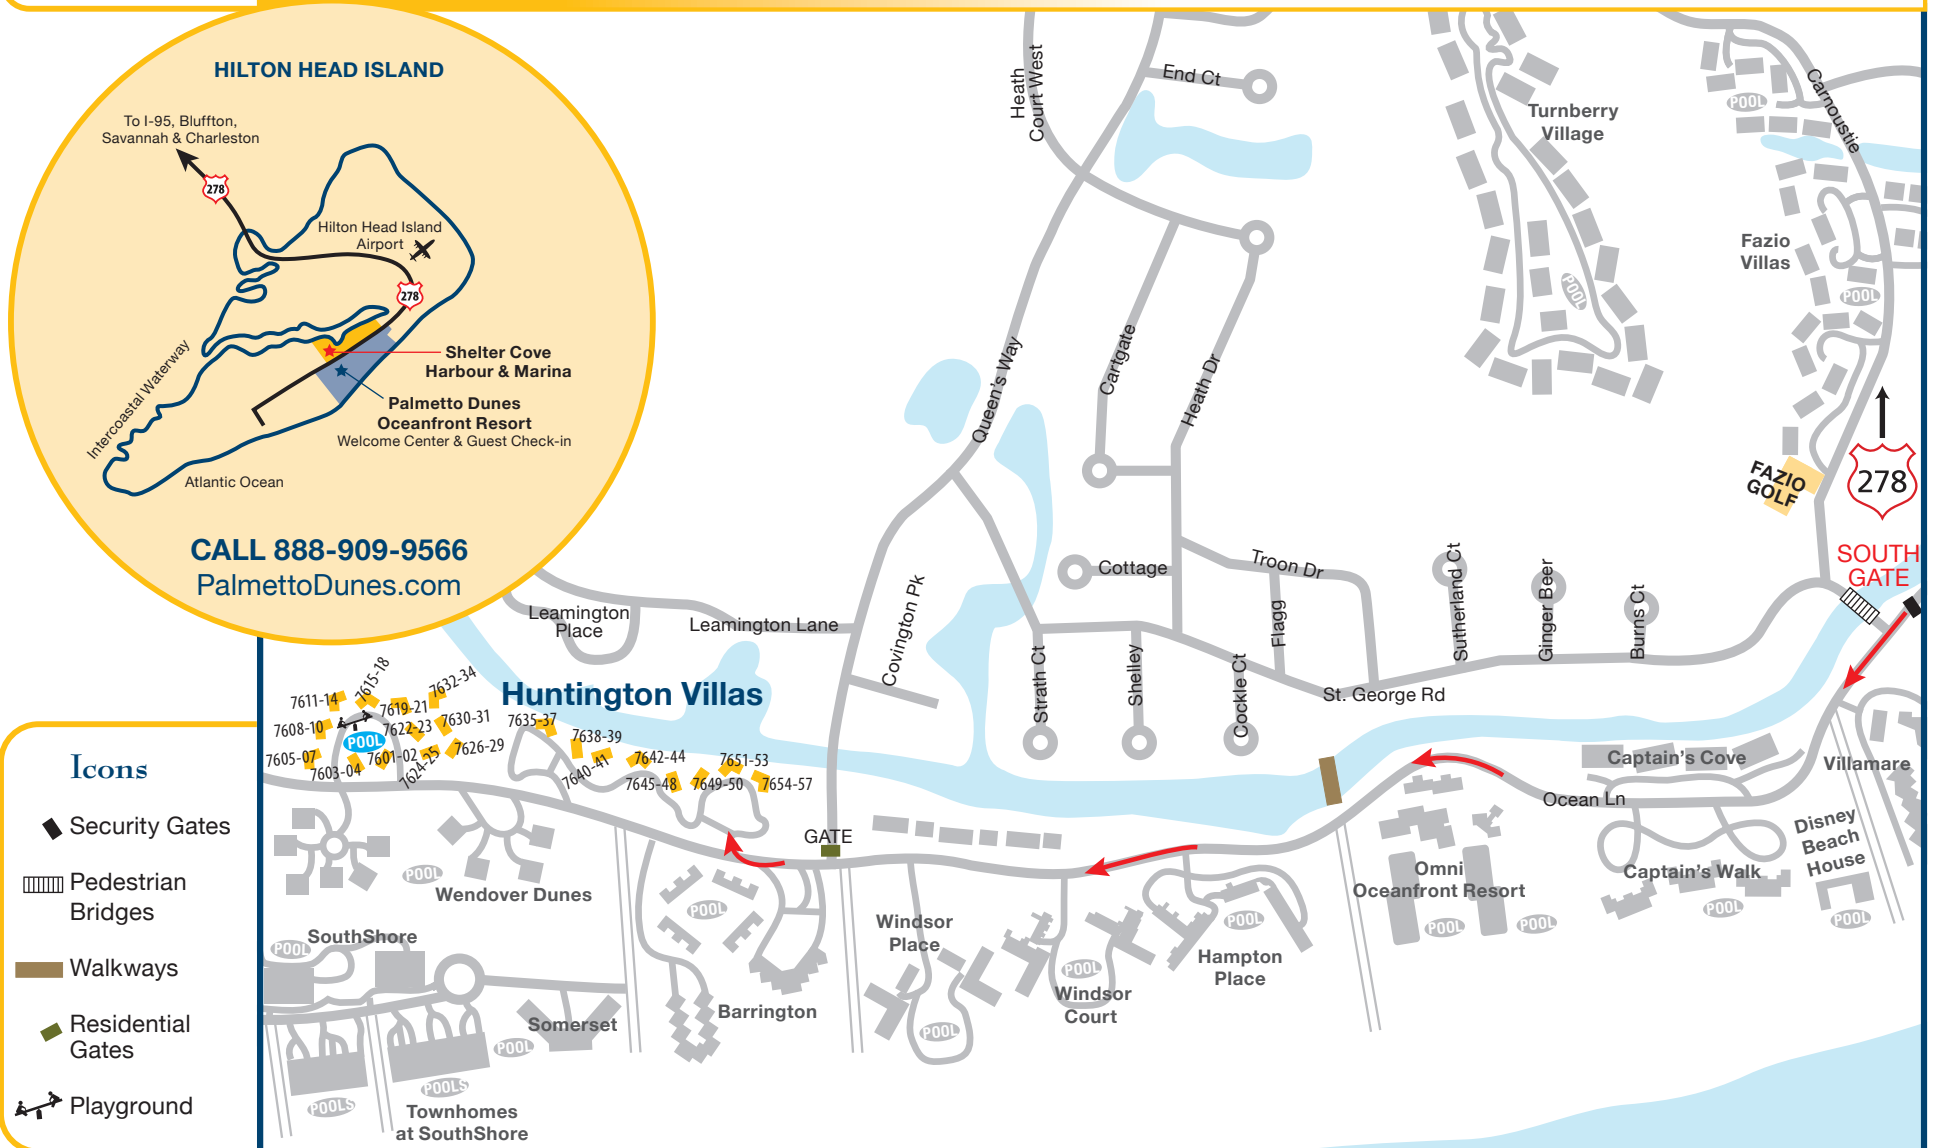 HILTON HEAD ISLAND
To I-95, Bluffton,
Savannah & Charleston
278
Hilton Head Island
Airport
278
Shelter Cove
Harbour & Marina
Palmetto Dunes
Oceanfront Resort
Welcome Center & Guest Check-in
Intercoastal Waterway
Atlantic Ocean
CALL 888-909-9566
PalmettoDunes.com
Heath
Court West
End Ct
Turnberry
Village
POOL
Carnoustie
POOL
Fazio
Villas
POOL
Queen's Way
Cartgate
Heath Dr
FAZIO
GOLF
278
SOUTH
GATE
Cottage
Troon Dr
Flagg
Sutherland Ct
Ginger Beer
Burns Ct
Leamington
Place
Leamington Lane
Covington Pk
Strath Ct
Shelley
Cockle Ct
St. George Rd
Huntington Villas
7611-14
7615-18
7632-34
7608-10
7619-21
7630-31
7622-23
7605-07
POOL
7603-04
7601-02
7624-25
7626-29
7635-37
7638-39
7640-41
7642-44
7645-48
7649-50
7651-53
7654-57
GATE
Captain's Cove
Villamare
Ocean Ln
Disney
Beach
House
POOL
Captain's Walk
POOL
Omni
Oceanfront Resort
POOL
POOL
POOL
Wendover Dunes
POOL
Barrington
Windsor
Place
POOL
POOL
Windsor
Court
POOL
Hampton
Place
SouthShore
POOL
Somerset
POOL
POOLS
POOLS
Townhomes
at SouthShore
Icons
Security Gates
Pedestrian
Bridges
Walkways
Residential
Gates
Playground